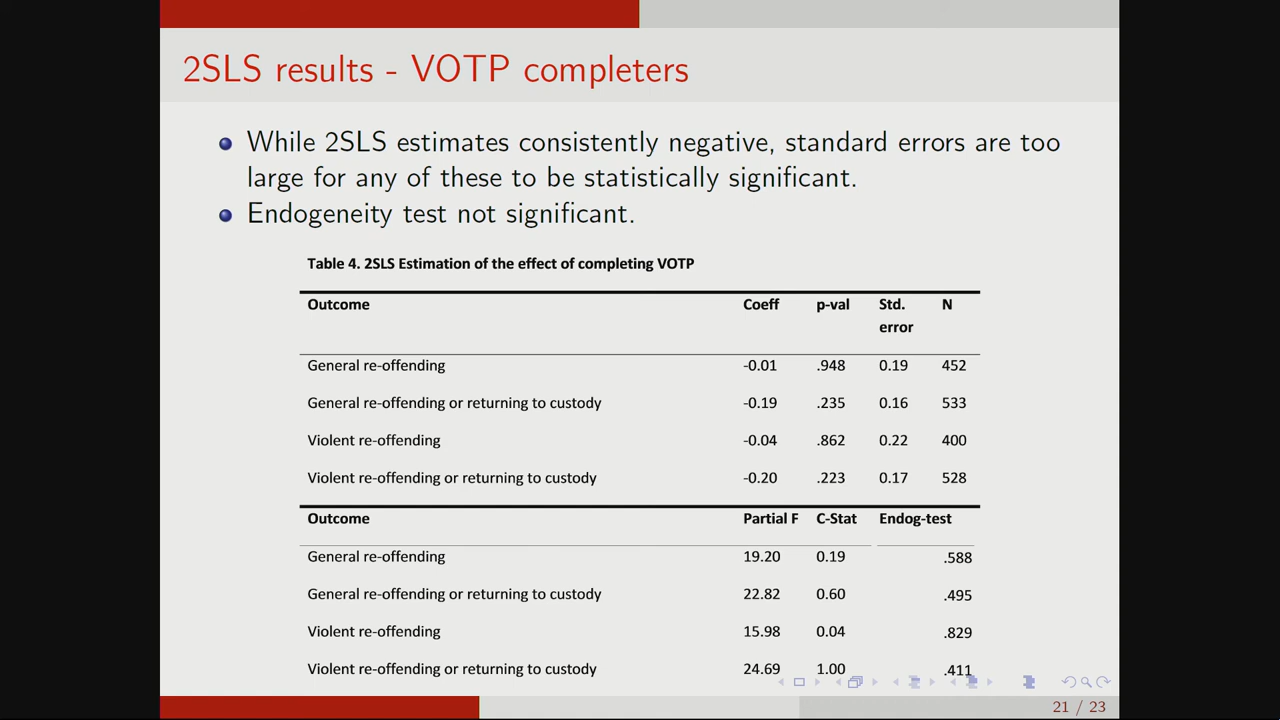 2SLS results - VOTP completers
While 2SLS estimates consistently negative, standard errors are too
large for any of these to be statistically significant.
Endogeneity test not significant.
Table 4. 2SLS Estimation of the effect of completing VOTP
Outcome Coeff p-val Std. error N
General re-offending -0.01 .948 0.19 452
General re-offending or returning to custody -0.19 .235 0.16 533
Violent re-offending -0.04 .862 0.22 400
Violent re-offending or returning to custody -0.20 .223 0.17 528
Outcome Partial F C-Stat Endog-test
General re-offending 19.20 0.19 .588
General re-offending or returning to custody 22.82 0.60 .495
Violent re-offending 15.98 0.04 .829
Violent re-offending or returning to custody 24.69 1.00 .411
21 / 23